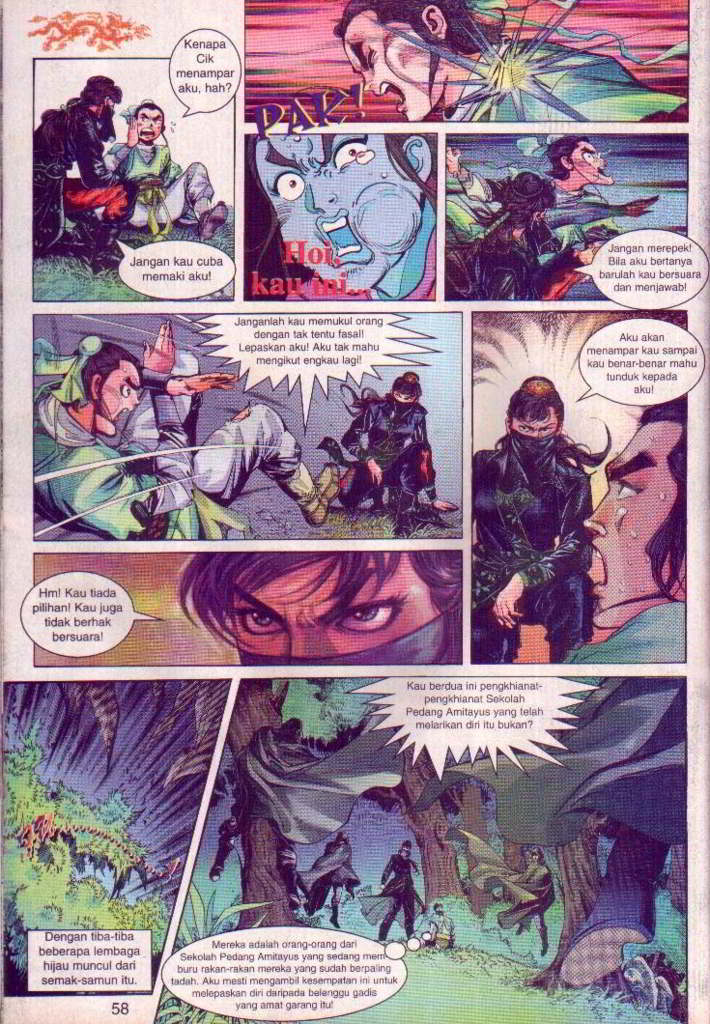 Kenapa
Cik
menampar
aku, hah?
Jangan kau cuba
memaki aku!
PAK!
Hoi,
kau ini..
Jangan merepek!
Bila aku bertanya
barulah kau bersuara
dan menjawab!
Janganlah kau memukul orang
dengan tak tentu fasal!
Lepaskan aku! Aku tak mahu
mengikut engkau lagi!
Aku akan
menampar kau sampai
kau benar-benar mahu
tunduk kepada
aku!
Hm! Kau tiada
pilihan! Kau juga
tidak berhak
bersuara!
Dengan tiba-tiba
beberapa lembaga
hijau muncul dari
semak-samun itu.
Kau berdua ini pengkhianat-
pengkhianat Sekolah
Pedang Amitayus yang telah
melarikan diri itu bukan?
Mereka adalah orang-orang dari
Sekolah Pedang Amitayus yang sedang mem
buru rakan-rakan mereka yang sudah berpaling
tadah. Aku mesti mengambil kesempatan ini untuk
melepaskan diri daripada belenggu gadis
yang amat garang itu!
58